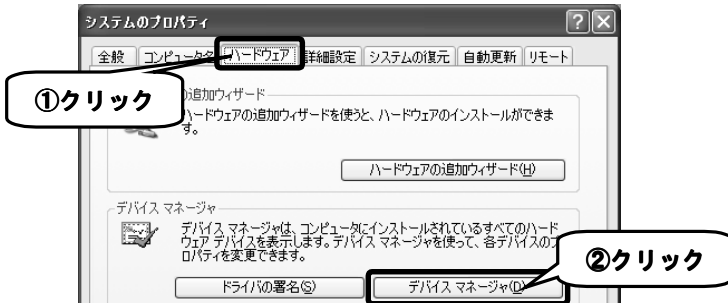 システムのプロパティ
全般 コンピュータ名 ハードウェア 詳細設定 システムの復元 自動更新 リモート
①クリック
の追加ウィザード
ハードウェアの追加ウィザードを使うと、ハードウェアのインストールができま
す。
ハードウェアの追加ウィザード(H)
デバイス マネージャ
デバイス マネージャは、コンピュータにインストールされているすべてのハード
ウェア デバイスを表示します。デバイス マネージャを使って、各デバイスのプ
ロパティを変更できます。
②クリック
ドライバの署名(S) デバイス マネージャ(D)